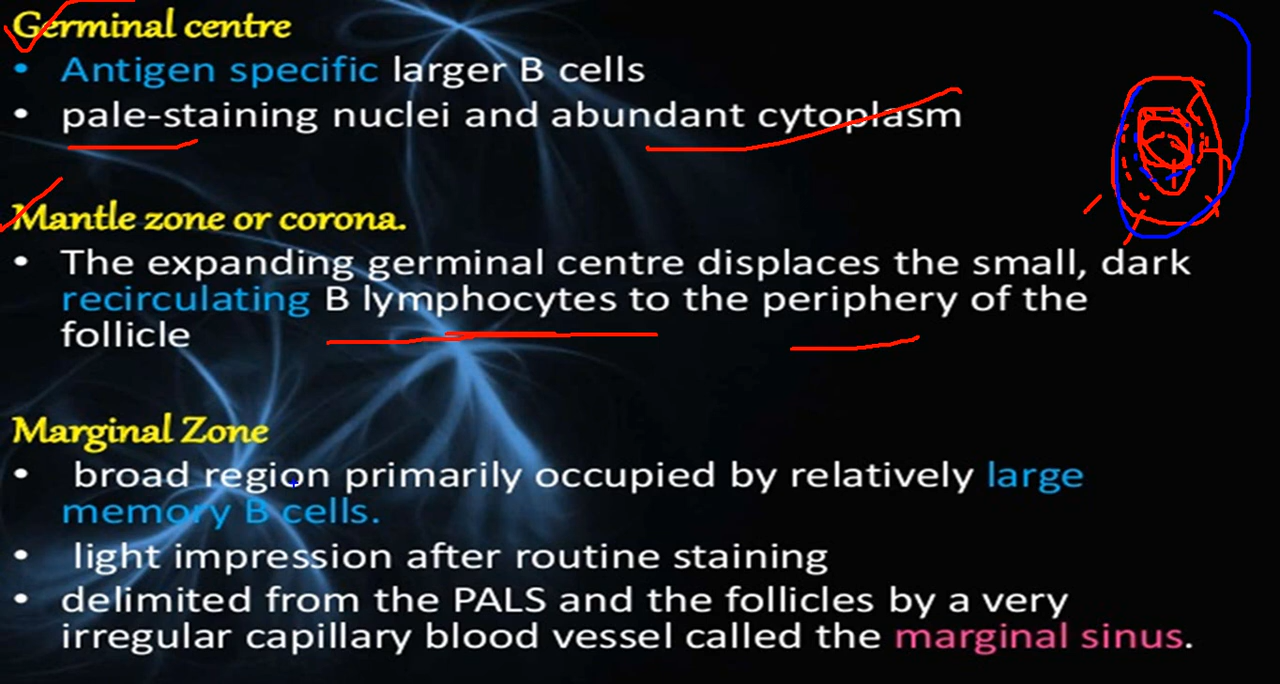 Germinal centre
• Antigen specific larger B cells
• pale-staining nuclei and abundant cytoplasm
Mantle zone or corona.
• The expanding germinal centre displaces the small, dark
recirculating B lymphocytes to the periphery of the
follicle
Marginal Zone
• broad region primarily occupied by relatively large
memory B cells.
• light impression after routine staining
• delimited from the PALS and the follicles by a very
irregular capillary blood vessel called the marginal sinus.